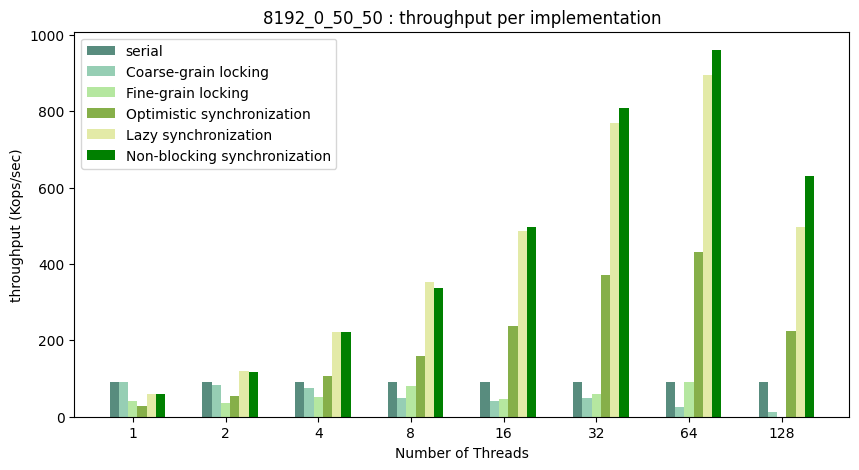 8192_0_50_50 : throughput per implementation
serial
Coarse-grain locking
Fine-grain locking
Optimistic synchronization
Lazy synchronization
Non-blocking synchronization
throughput (Kops/sec)
1000
800
600
400
200
0
1 2 4 8 16 32 64 128
Number of Threads